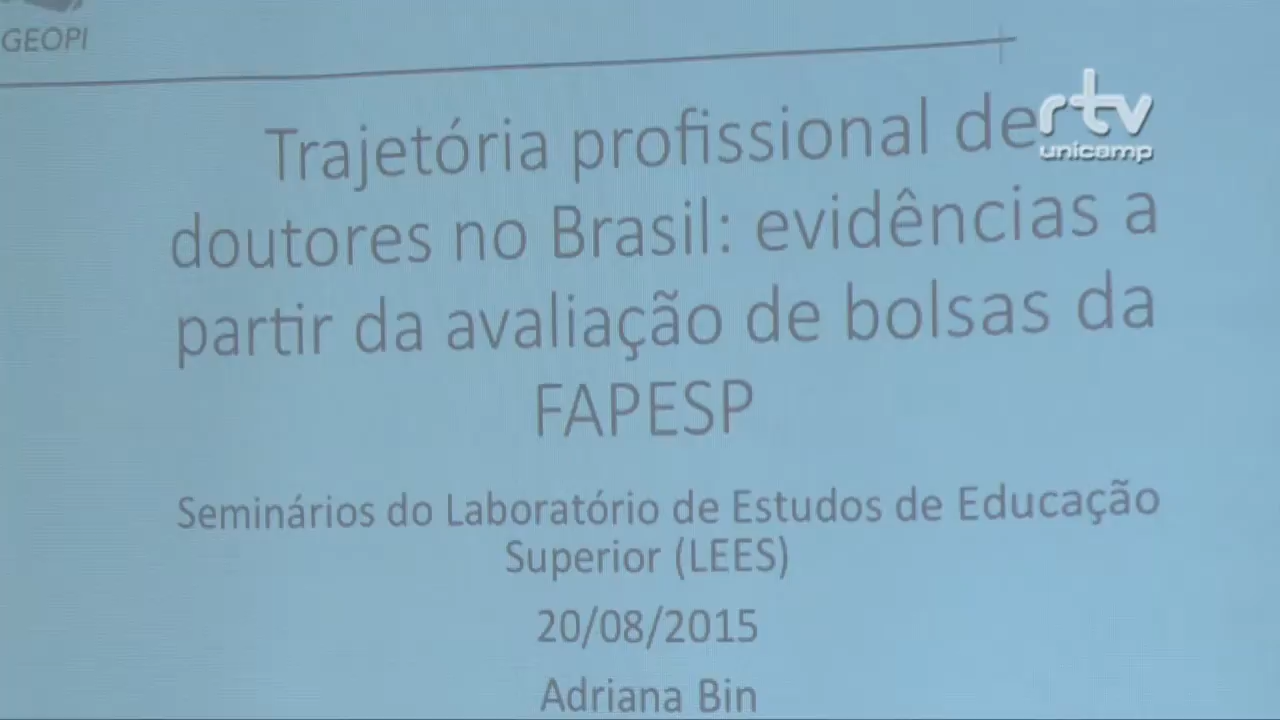 GEOPI
rtv
unicamp
Trajetória profissional de
doutores no Brasil: evidências a
partir da avaliação de bolsas da
FAPESP
Seminários do Laboratório de Estudos de Educação
Superior (LEES)
20/08/2015
Adriana Bin